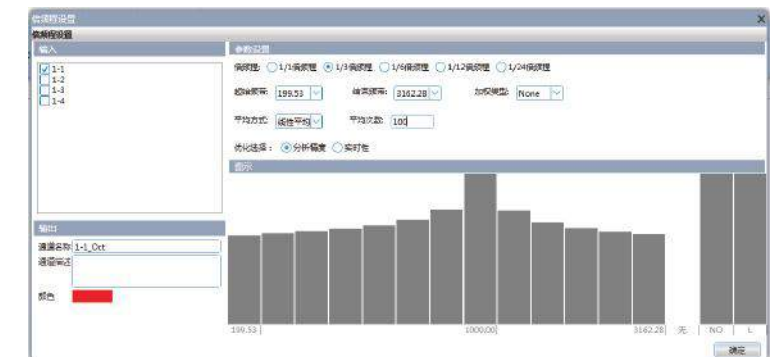 倍频程设置
倍频程设置
输入
1-1
1-2
1-3
1-4
参数设置
倍频程: 1/1倍频程 1/3倍频程 1/6倍频程 1/12倍频程 1/24倍频程
起始频带: 199.53 结束频带: 3162.28 加权类型: None
平均方式: 线性平均 平均次数: 100
优化选择: 分析精度 实时性
图示
输出
通道名称 1-1_Oct
通道描述
颜色
199.53 1000.00 3162.28 无 NO L
确定